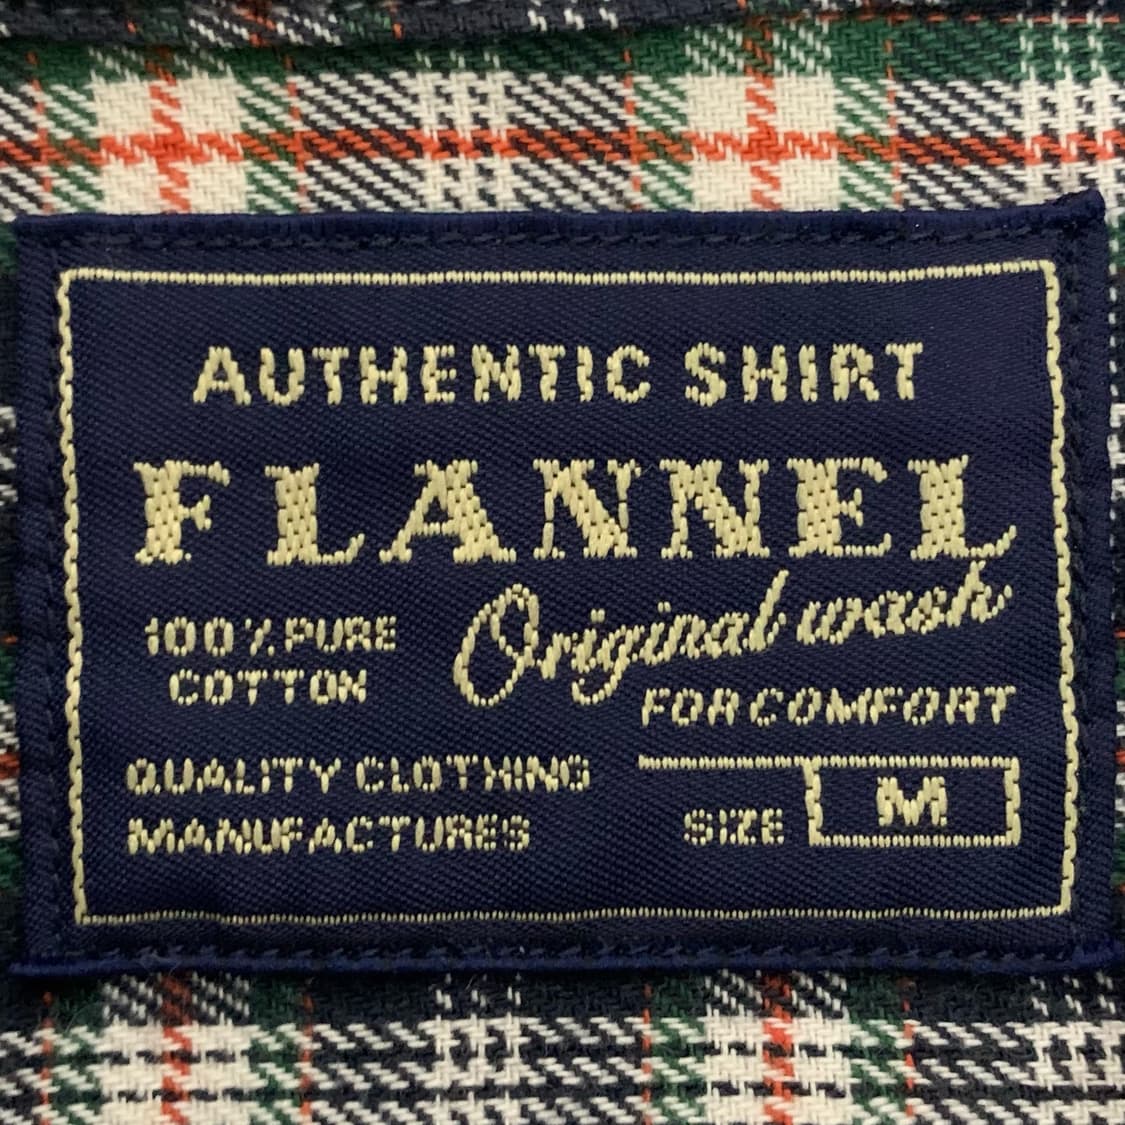 AUTHENTIC SHIRT
FLANNEL
Original wash
100% PURE
COTTON
FOR COMFORT
QUALITY CLOTHING
MANUFACTURES
SIZE M